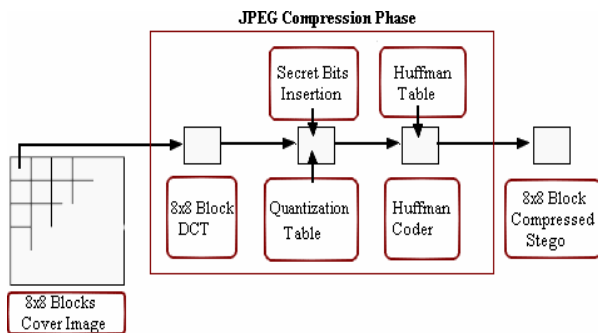 JPEG Compression Phase
Secret Bits
Insertion
Huffman
Table
8x8 Block
DCT
Quantization
Table
Huffman
Coder
8x8 Block
Compressed
Stego
8x8 Blocks
Cover Image